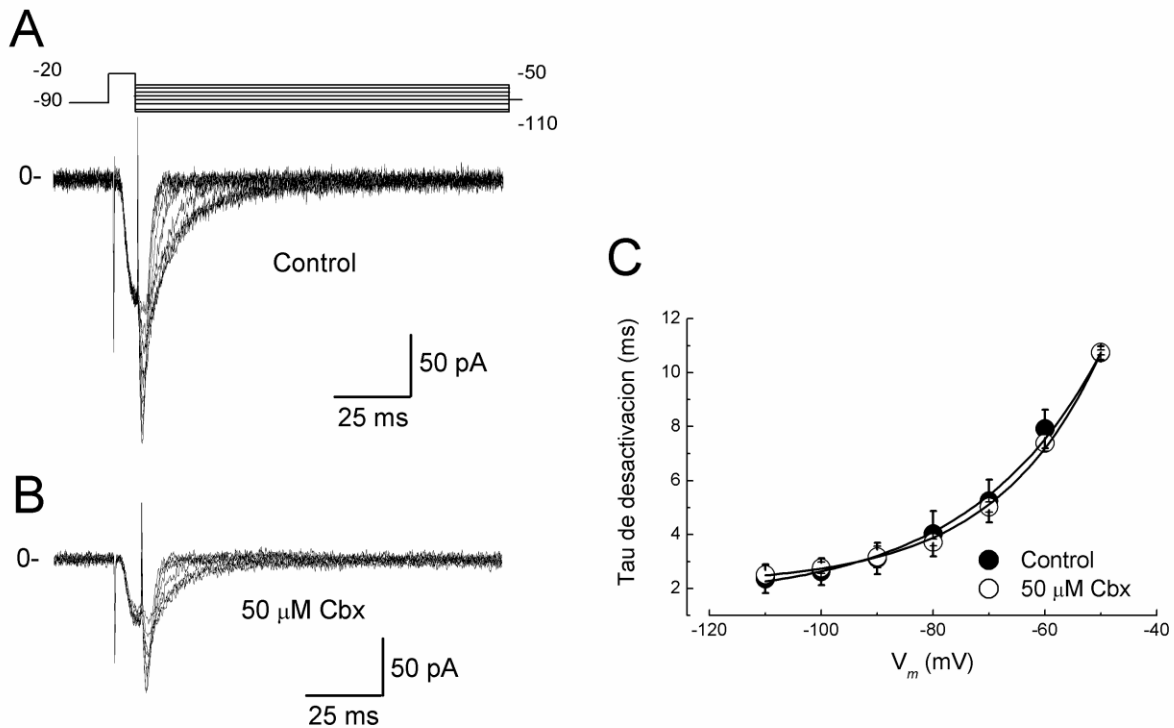 A
-20
-50
-90
-110
0-
Control
50 pA
25 ms
B
0-
50 μM Cbx
50 pA
25 ms
C
Tau de desactivacion (ms)
12
10
8
6
4
2
Control
50 μM Cbx
-120
-100
-80
-60
-40
Vm (mV)